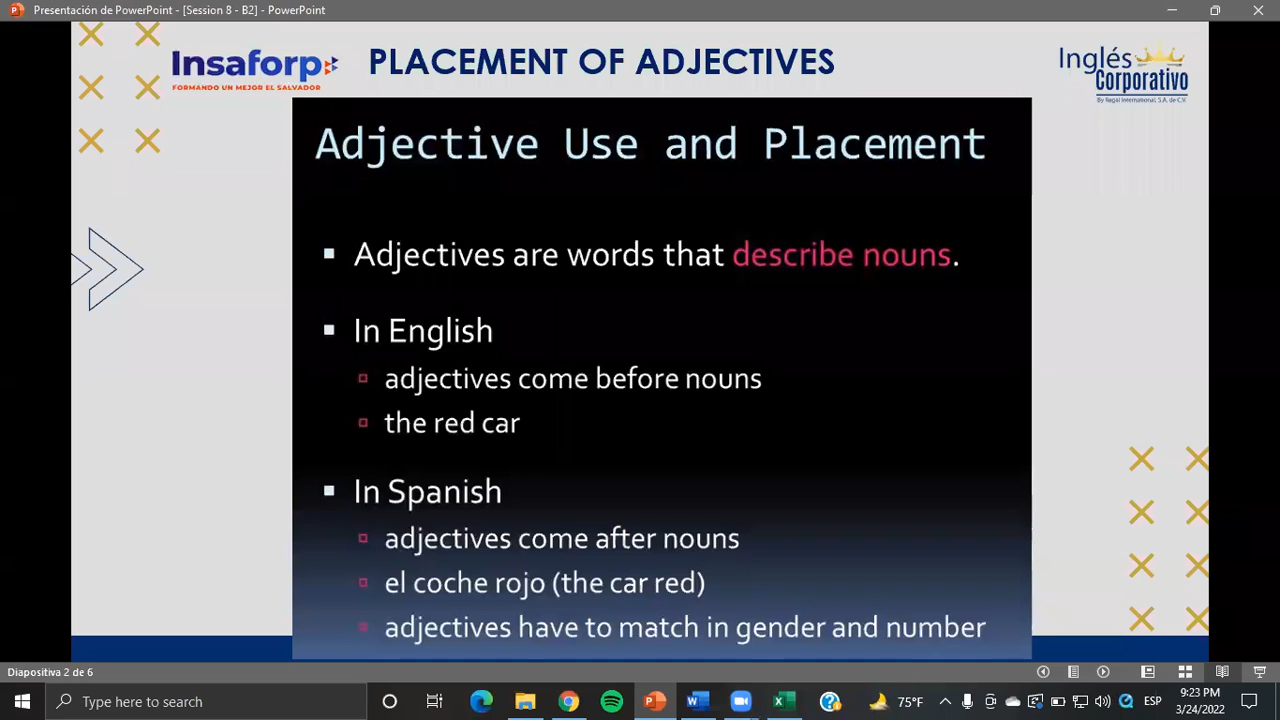 Presentación de PowerPoint - [Session 8 - B2] - PowerPoint
Insaforp
FORMANDO UN MEJOR EL SALVADOR
PLACEMENT OF ADJECTIVES
Inglés
Corporativo
By Regal International, S.A. de C.V.
Adjective Use and Placement
Adjectives are words that describe nouns.
In English
adjectives come before nouns
the red car
In Spanish
adjectives come after nouns
el coche rojo (the car red)
adjectives have to match in gender and number
Diapositiva 2 de 6
Type here to search
75°F
ESP
9:23 PM
3/24/2022